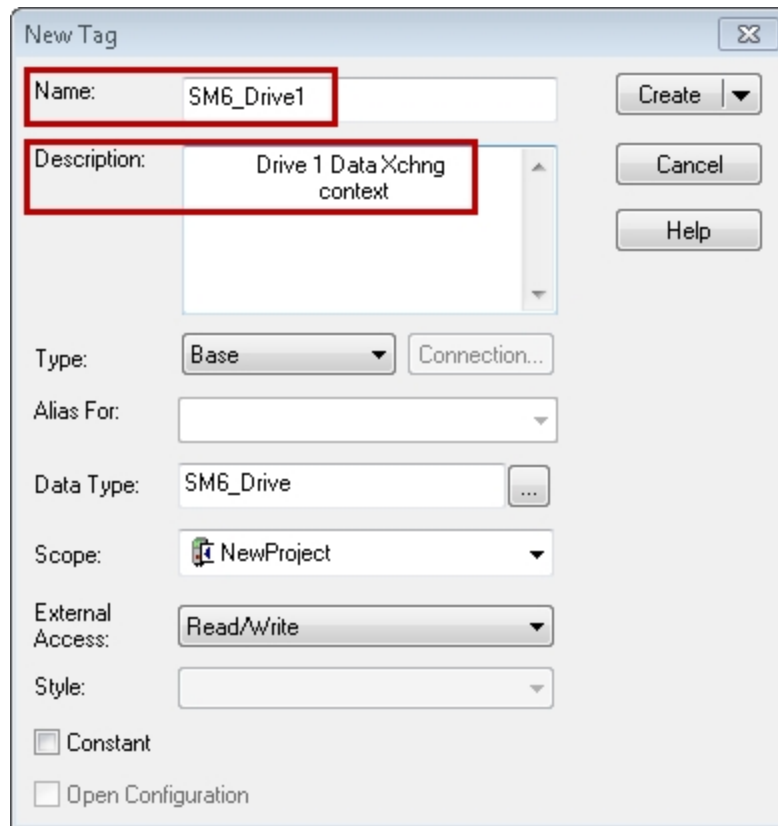 New Tag
Name: SM6_Drive1
Create
Description: Drive 1 Data Xchng
context
Cancel
Help
Type: Base Connection...
Alias For:
Data Type: SM6_Drive ...
Scope: NewProject
External
Access: Read/Write
Style:
Constant
Open Configuration